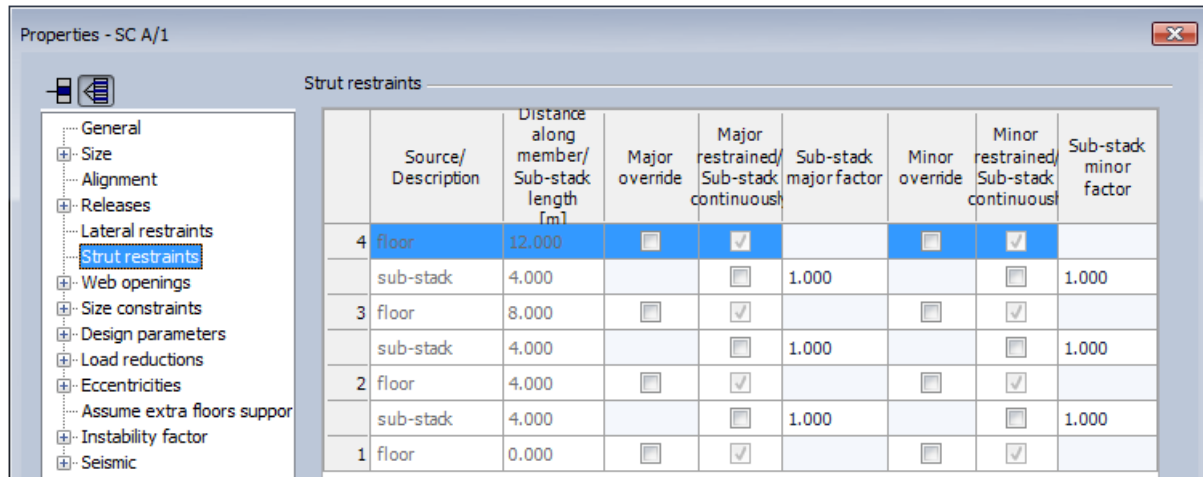 Properties - SC A/1
General
Size
Alignment
Releases
Lateral restraints
Strut restraints
Web openings
Size constraints
Design parameters
Load reductions
Eccentricities
Assume extra floors suppor
Instability factor
Seismic
Strut restraints
Source/
Description
Distance
along
member/
Sub-stack
length
[m]
Major
override
Major
restrained/
Sub-stack
continuousl
Sub-stack
major factor
Minor
override
Minor
restrained/
Sub-stack
continuousl
Sub-stack
minor
factor
4 floor 12.000
sub-stack 4.000 1.000 1.000
3 floor 8.000
sub-stack 4.000 1.000 1.000
2 floor 4.000
sub-stack 4.000 1.000 1.000
1 floor 0.000